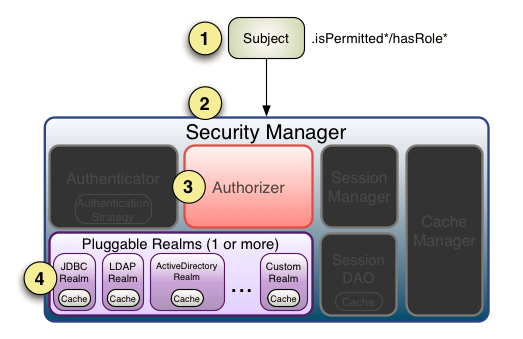 1
Subject
.isPermitted*/hasRole*
2
Security Manager
Authenticator
Authentication
Strategy
3
Authorizer
Session
Manager
Cache
Manager
Session
DAO
Cache
Pluggable Realms (1 or more)
4
JDBC
Realm
Cache
LDAP
Realm
Cache
ActiveDirectory
Realm
Cache
...
Custom
Realm
Cache